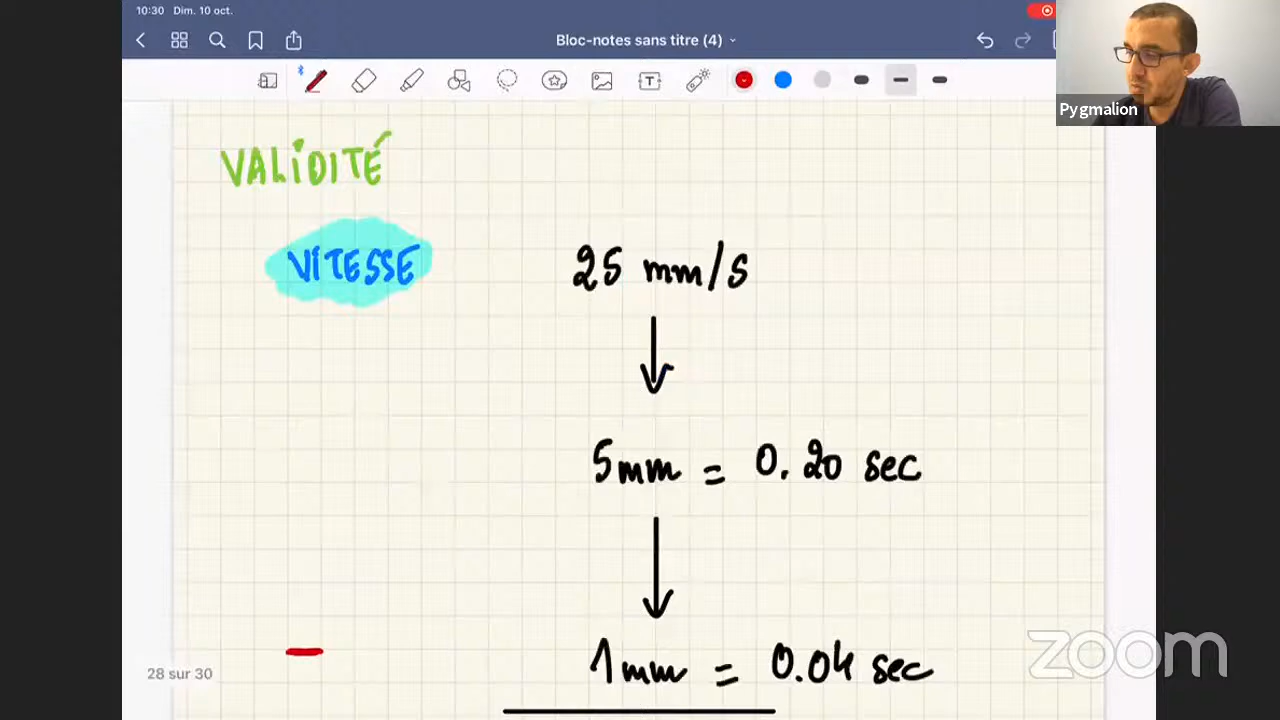 10:30 Dim. 10 oct.
Bloc-notes sans titre (4)
T
Pygmalion
VALIDITÉ
VITESSE
25 mm/s
5mm = 0.20 sec
1mm = 0.04 sec
28 sur 30
zoom